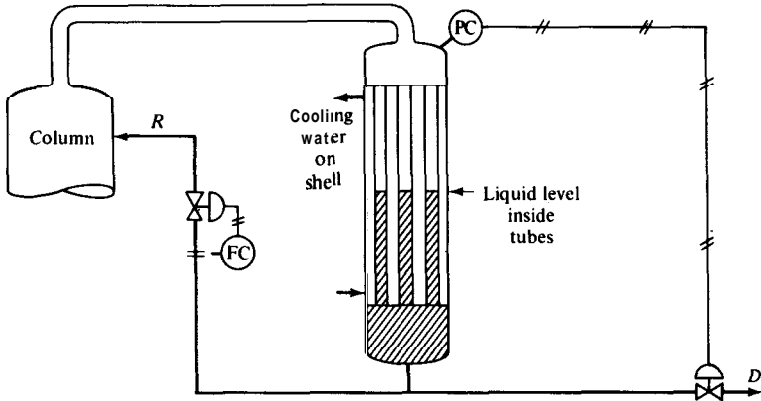 PC
Column
R
Cooling
water
on
shell
Liquid level
inside
tubes
FC
D